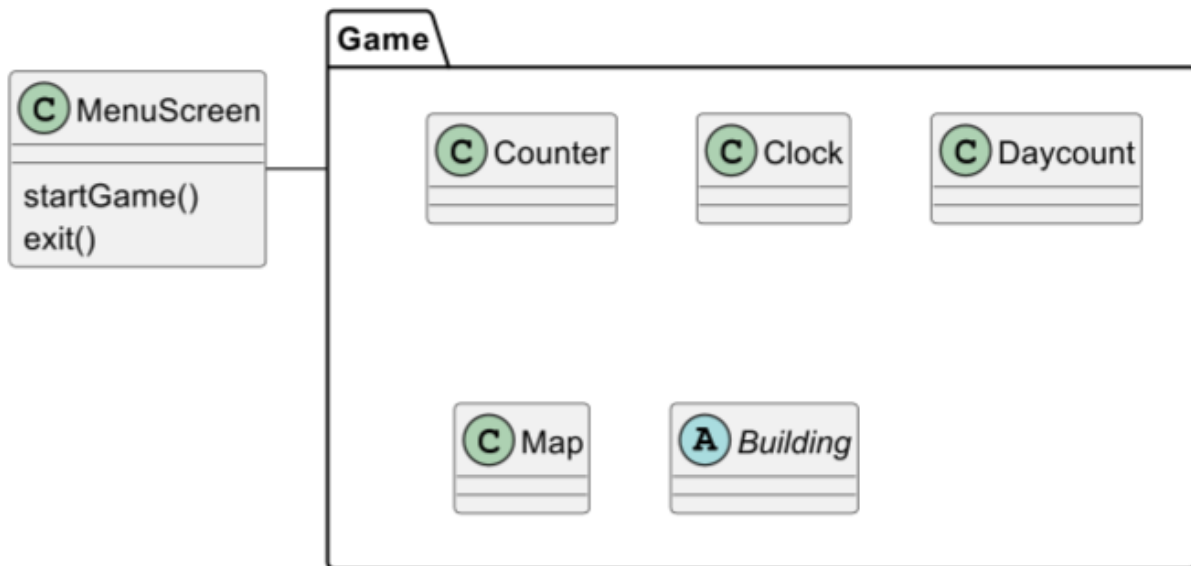 Game
C MenuScreen
startGame()
exit()
C Counter
C Clock
C Daycount
C Map
A Building